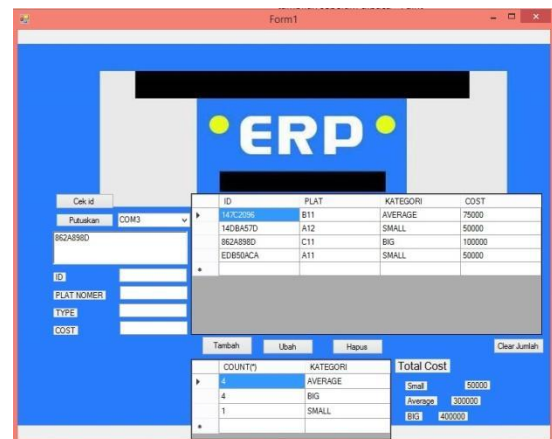 Form1
ERP
Cek id
Putuskan COM3
862A898D
ID PLAT KATEGORI COST
147C2096 B11 AVERAGE 75000
14DBA57D A12 SMALL 50000
862A898D C11 BIG 100000
EDB50ACA A11 SMALL 50000
ID
PLAT NOMER
TYPE
COST
Tambah Ubah Hapus Clear Jumlah
COUNT(*) KATEGORI
4 AVERAGE
4 BIG
1 SMALL
Total Cost
Small 50000
Average 300000
BIG 400000